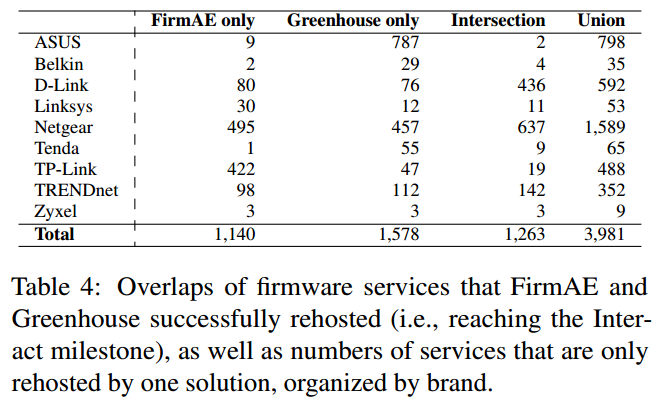 FirmAE only Greenhouse only Intersection Union
ASUS 9 787 2 798
Belkin 2 29 4 35
D-Link 80 76 436 592
Linksys 30 12 11 53
Netgear 495 457 637 1,589
Tenda 1 55 9 65
TP-Link 422 47 19 488
TRENDnet 98 112 142 352
Zyxel 3 3 3 9
Total 1,140 1,578 1,263 3,981
Table 4: Overlaps of firmware services that FirmAE and
Greenhouse successfully rehosted (i.e., reaching the Inter-
act milestone), as well as numbers of services that are only
rehosted by one solution, organized by brand.